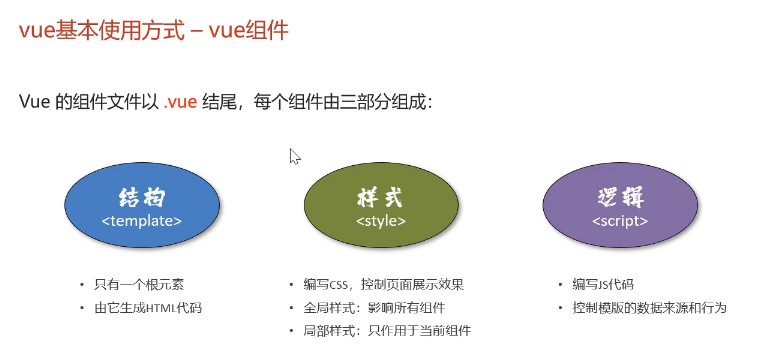 vue基本使用方式 – vue组件
Vue 的组件文件以 .vue 结尾，每个组件由三部分组成：
结构
<template>
样式
<style>
逻辑
<script>
• 只有一个根元素
• 由它生成HTML代码
• 编写CSS，控制页面展示效果
• 全局样式：影响所有组件
• 局部样式：只作用于当前组件
• 编写JS代码
• 控制模版的数据来源和行为